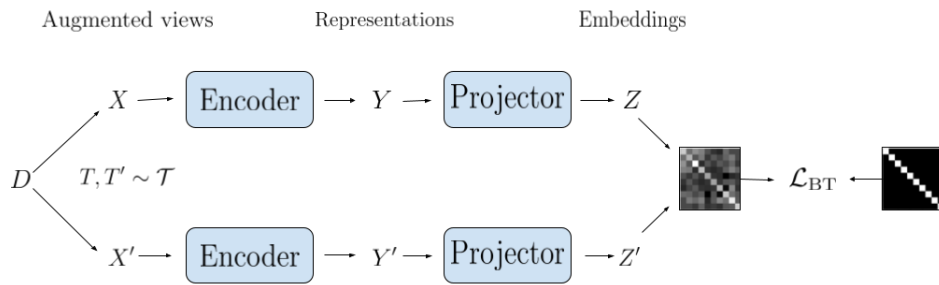 Augmented views Representations Embeddings
X Encoder Y Projector Z
D T, T′ ∼ 𝒯 ℒ_BT
X′ Encoder Y′ Projector Z′